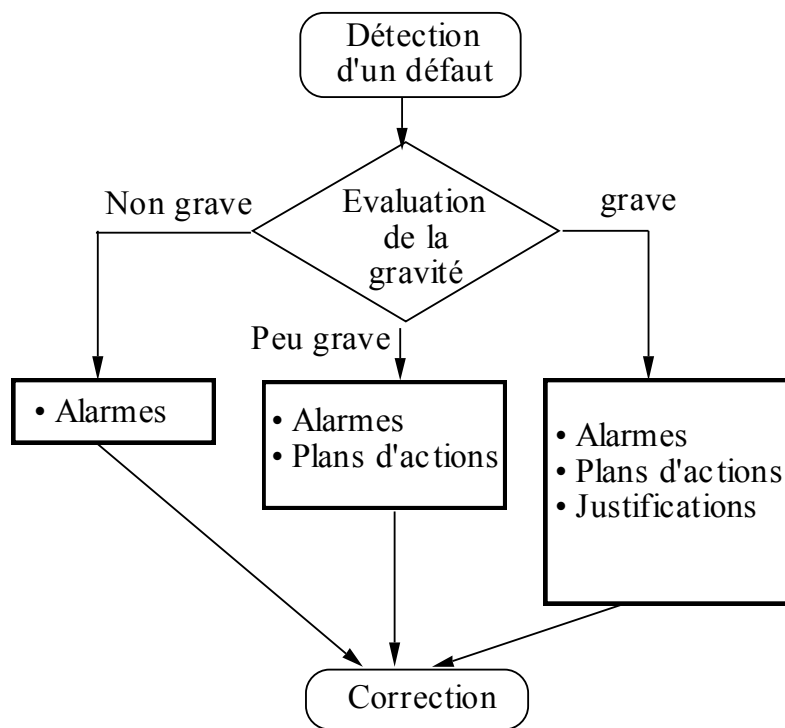 Détection
d'un défaut
Non grave
Evaluation
de la
gravité
grave
Peu grave
• Alarmes
• Alarmes
• Plans d'actions
• Alarmes
• Plans d'actions
• Justifications
Correction